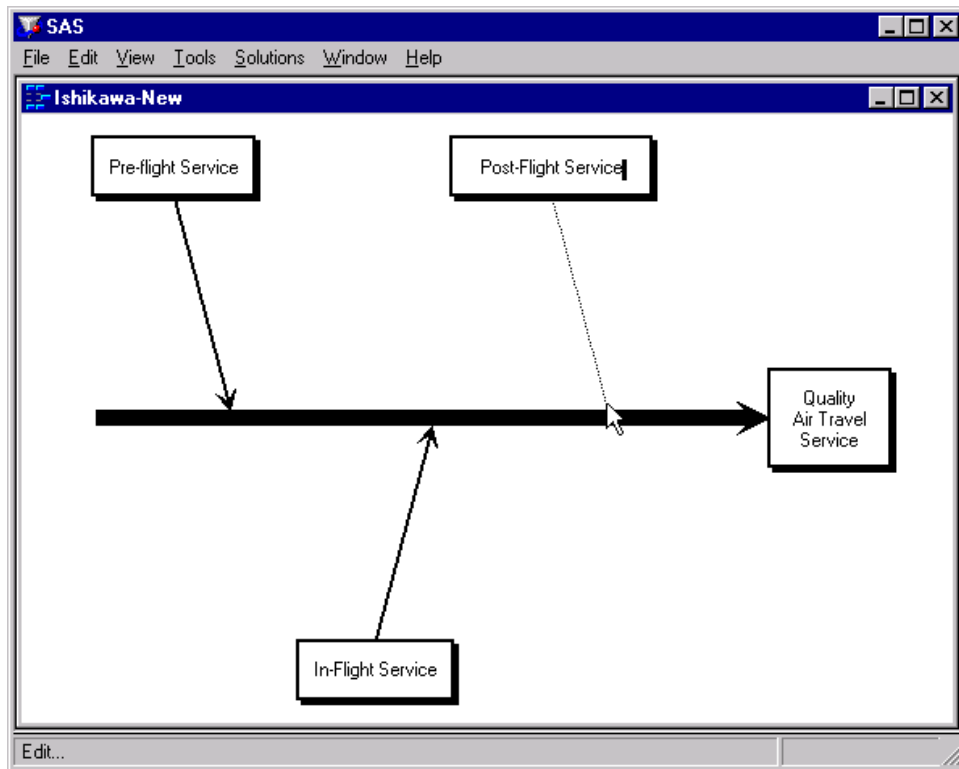 SAS
File Edit View Tools Solutions Window Help
Ishikawa-New
Pre-flight Service
Post-Flight Service
Quality
Air Travel
Service
In-Flight Service
Edit...